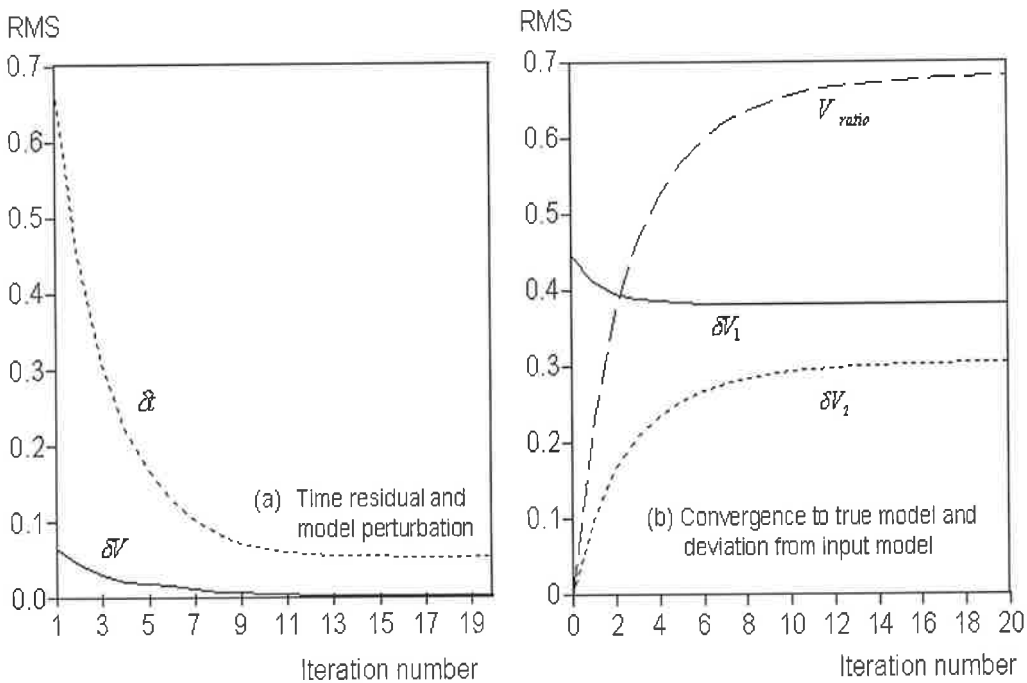 RMS
0.7
0.6
0.5
0.4
0.3
0.2
0.1
0.0
δt
δV
(a) Time residual and
model perturbation
1 3 5 7 9 11 13 15 17 19
Iteration number
RMS
0.7
0.6
0.5
0.4
0.3
0.2
0.1
0
V ratio
δV₁
δV₂
(b) Convergence to true model and
deviation from input model
0 2 4 6 8 10 12 14 16 18 20
Iteration number